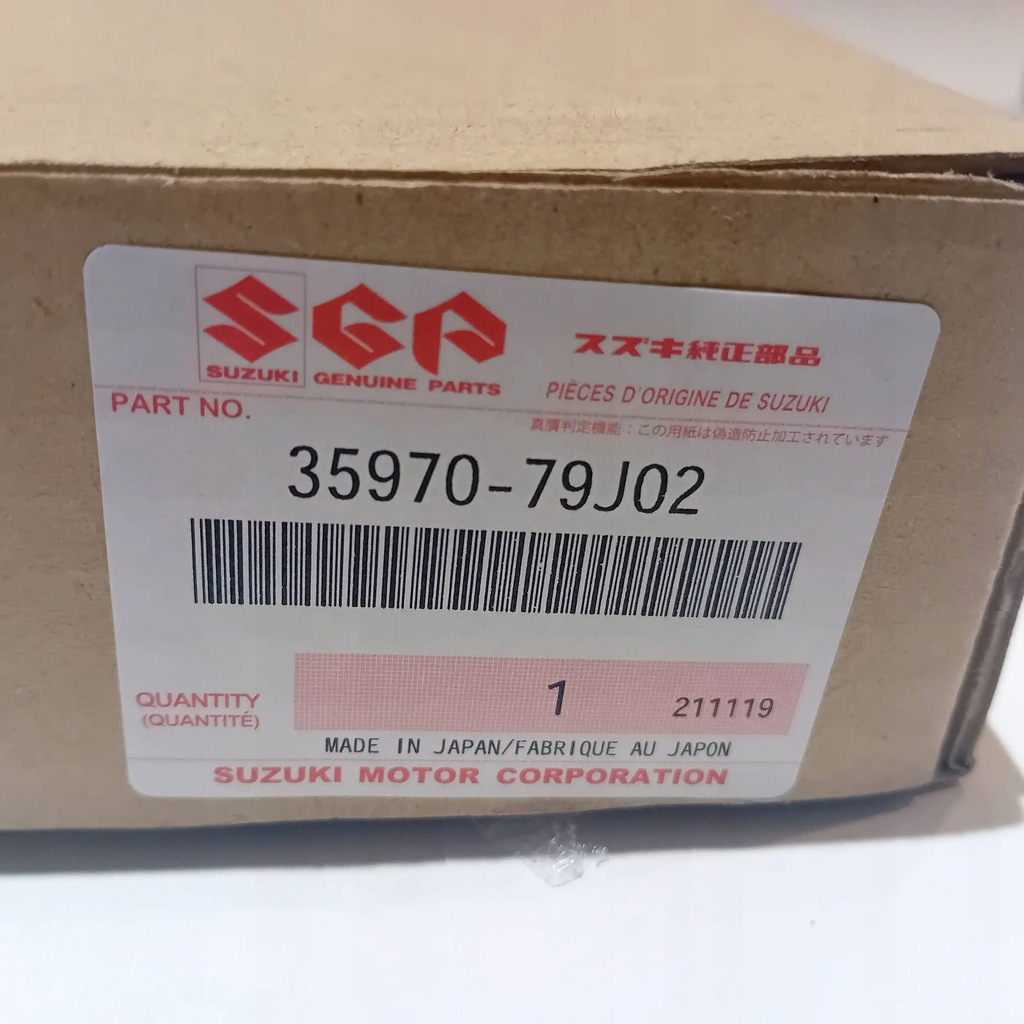 SGP
SUZUKI GENUINE PARTS
スズキ純正部品
PIÈCES D'ORIGINE DE SUZUKI
PART NO.
真贋判定機能：この用紙は偽造防止加工されています
35970-79J02
QUANTITY
(QUANTITÉ)
1
211119
MADE IN JAPAN/FABRIQUE AU JAPON
SUZUKI MOTOR CORPORATION